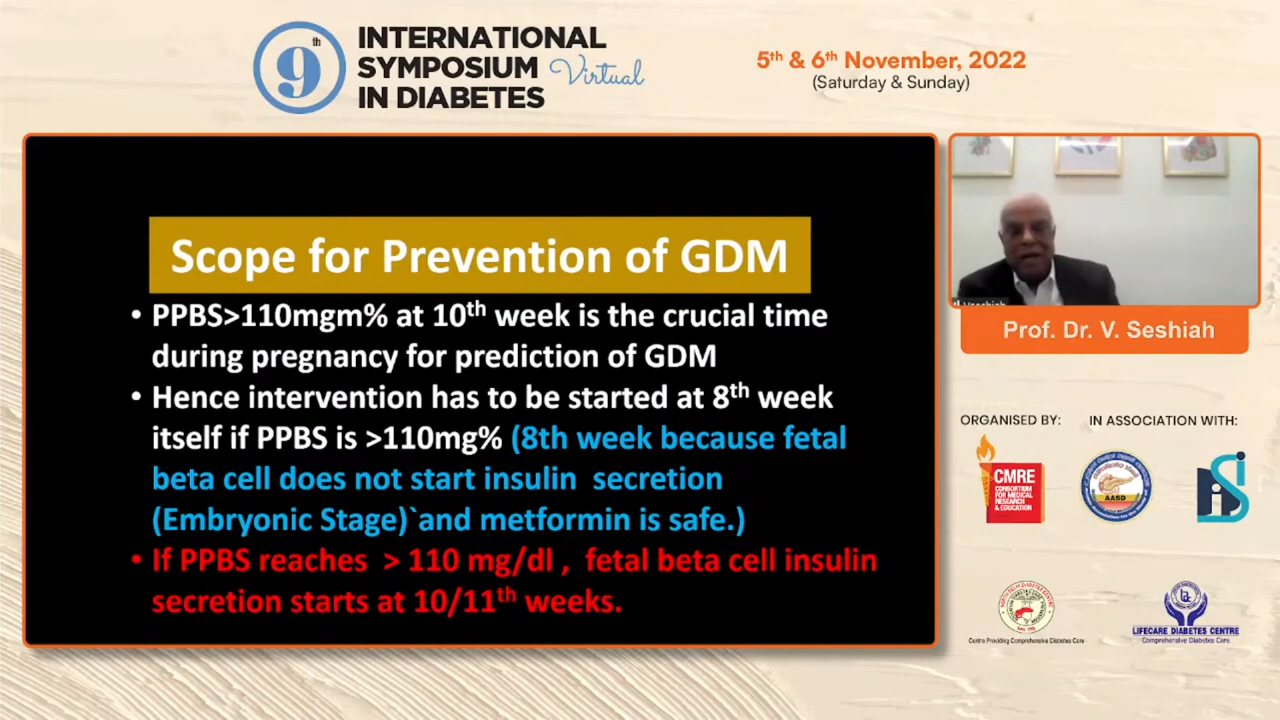 9th
INTERNATIONAL
SYMPOSIUM Virtual
IN DIABETES
5th & 6th November, 2022
(Saturday & Sunday)
Scope for Prevention of GDM
• PPBS>110mgm% at 10th week is the crucial time
during pregnancy for prediction of GDM
• Hence intervention has to be started at 8th week
itself if PPBS is >110mg% (8th week because fetal
beta cell does not start insulin secretion
(Embryonic Stage)`and metformin is safe.)
• If PPBS reaches > 110 mg/dl , fetal beta cell insulin
secretion starts at 10/11th weeks.
Prof. Dr. V. Seshiah
ORGANISED BY:
IN ASSOCIATION WITH:
CMRE
CONSORTIUM
FOR MEDICAL
RESEARCH
& EDUCATION
AASD
Centre Providing Comprehensive Diabetes Care
LIFECARE DIABETES CENTRE
Comprehensive Diabetes Care